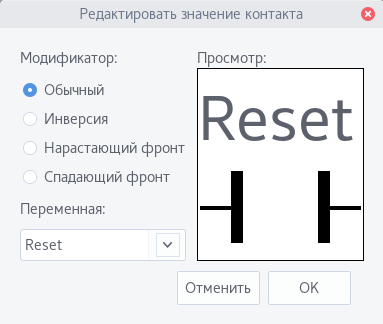 Редактировать значение контакта
Модификатор:
Обычный
Инверсия
Нарастающий фронт
Спадающий фронт
Переменная:
Reset
Просмотр:
Reset
Отменить
OK